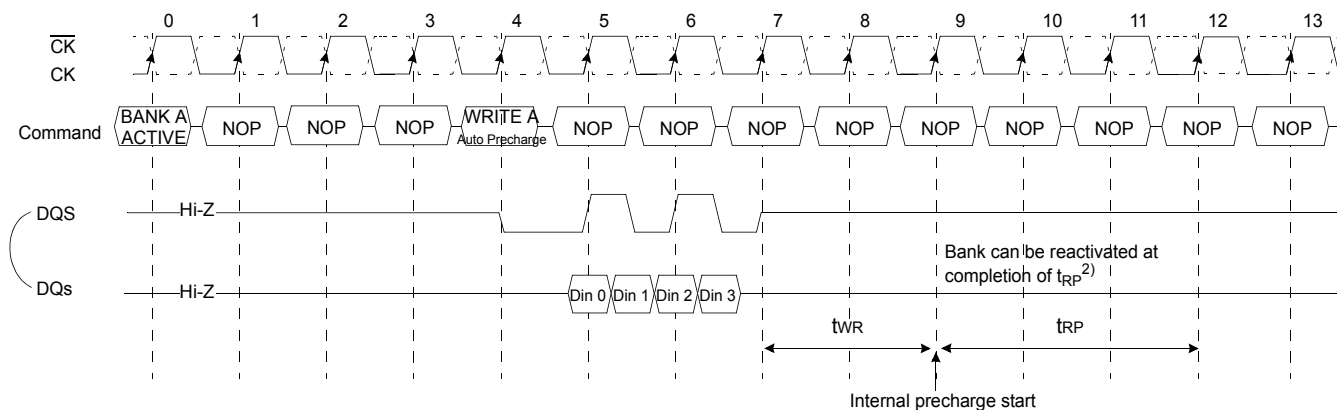 0 1 2 3 4 5 6 7 8 9 10 11 12 13
CK
CK
Command
BANK A
ACTIVE
NOP NOP NOP
WRITE A
Auto Precharge
NOP NOP NOP NOP NOP NOP NOP NOP NOP
DQS
Hi-Z
Bank can be reactivated at
completion of tRP2)
DQs
Hi-Z
Din 0 Din 1 Din 2 Din 3
tWR
tRP
Internal precharge start